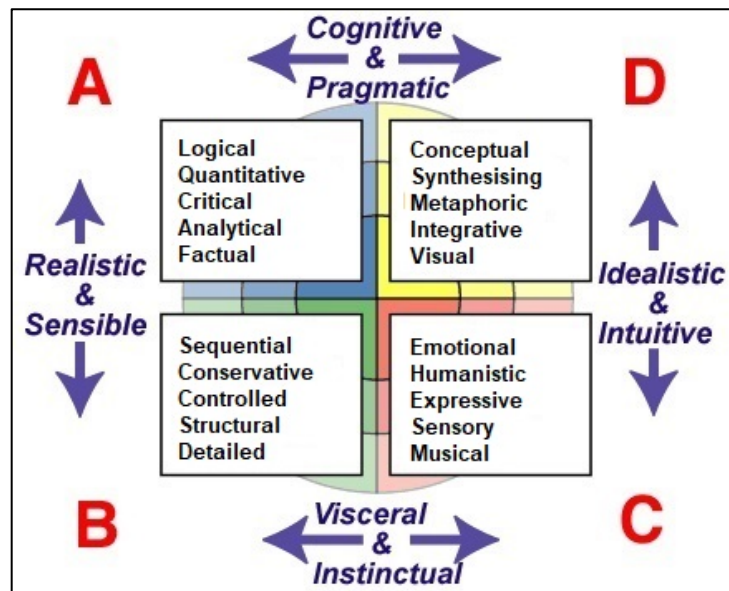 A
Cognitive
&
Pragmatic
D
Logical
Quantitative
Critical
Analytical
Factual
Conceptual
Synthesising
Metaphoric
Integrative
Visual
Realistic
&
Sensible
Idealistic
&
Intuitive
Sequential
Conservative
Controlled
Structural
Detailed
Emotional
Humanistic
Expressive
Sensory
Musical
B
Visceral
&
Instinctual
C